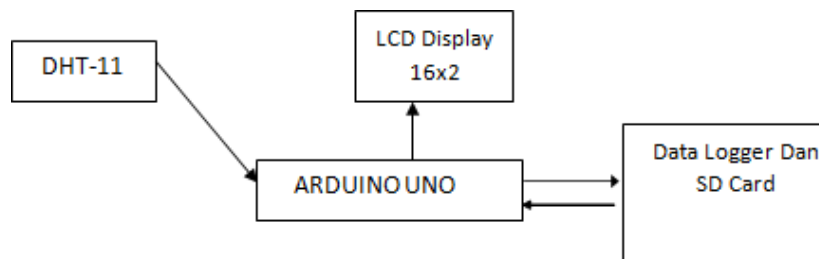 DHT-11
LCD Display
16x2
ARDUINO UNO
Data Logger Dan
SD Card